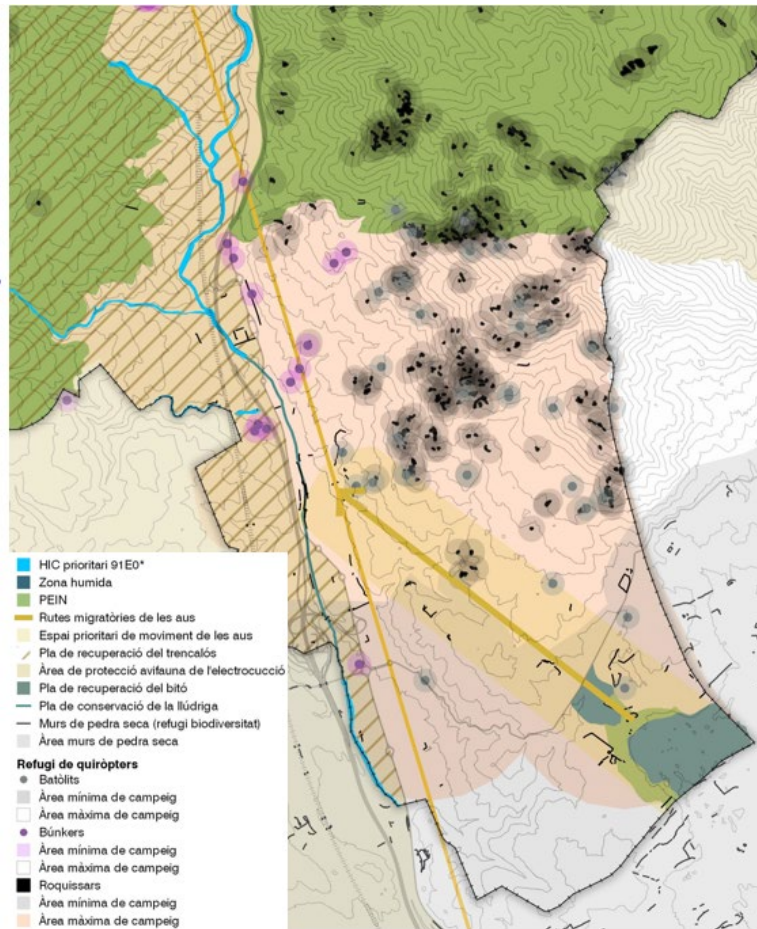 HIC prioritari 91E0*
Zona humida
PEIN
Rutes migratòries de les aus
Espai prioritari de moviment de les aus
Pla de recuperació del trencalós
Àrea de protecció avifauna de l'electrocució
Pla de recuperació del bitó
Pla de conservació de la llúdriga
Murs de pedra seca (refugi biodiversitat)
Àrea murs de pedra seca
Refugi de quiròpters
Batòlits
Àrea mínima de campeig
Àrea màxima de campeig
Búnkers
Àrea mínima de campeig
Àrea màxima de campeig
Roquissars
Àrea mínima de campeig
Àrea màxima de campeig